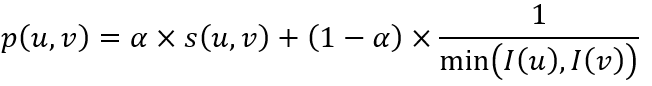 p(u, v) = α × s(u, v) + (1 − α) × 1 / min(I(u), I(v))